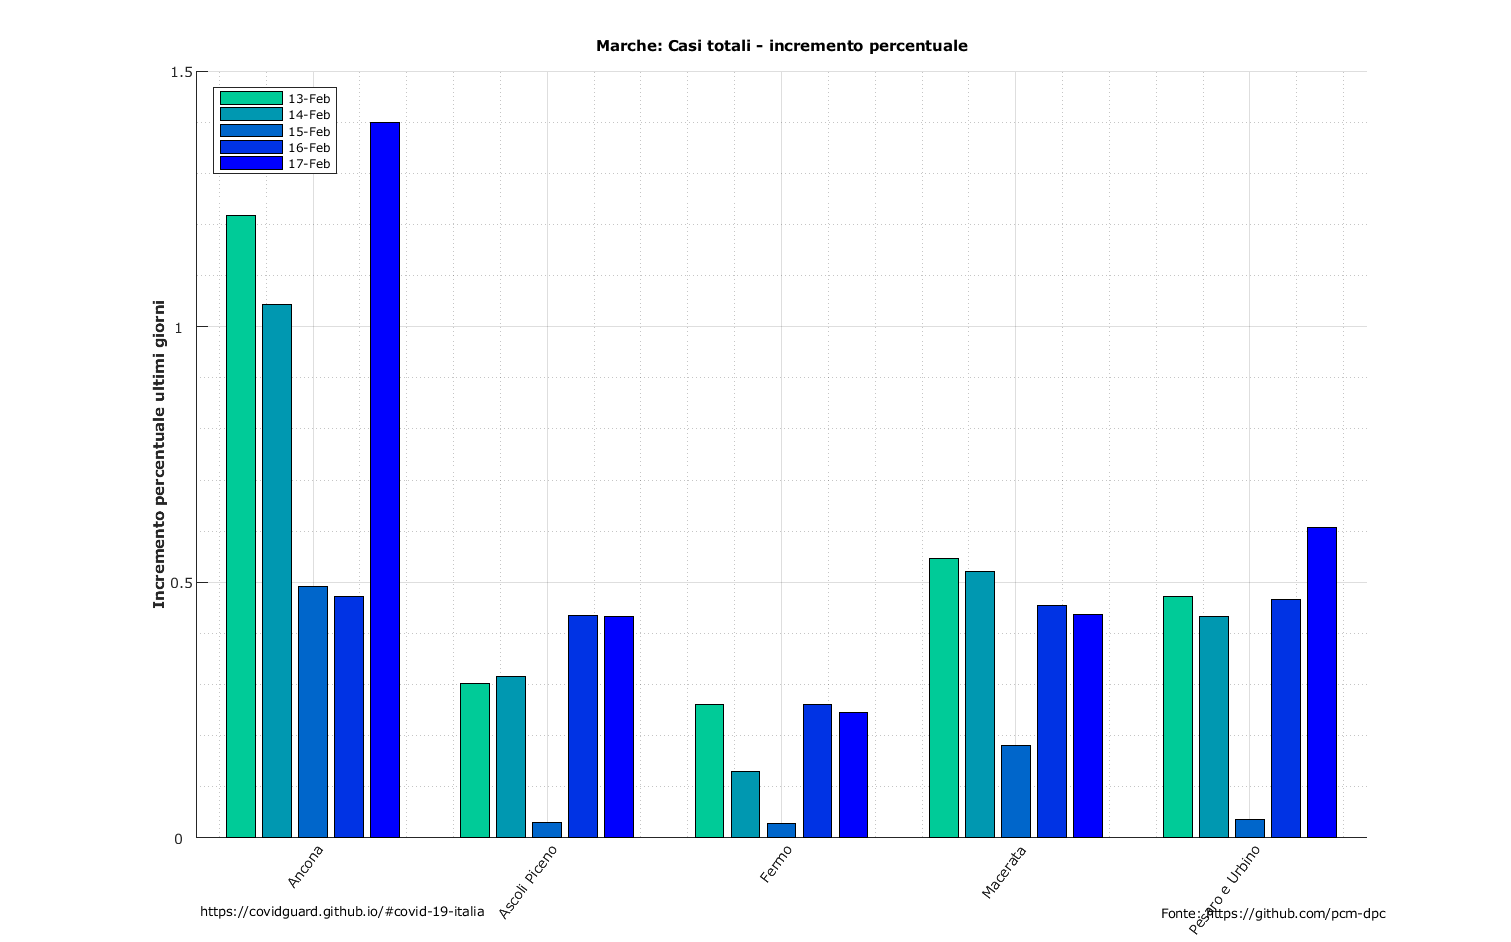 Marche: Casi totali - incremento percentuale
1.5
13-Feb
14-Feb
15-Feb
16-Feb
17-Feb
1
Incremento percentuale ultimi giorni
0.5
0
Ancona
Ascoli Piceno
Fermo
Macerata
Pesaro e Urbino
https://covidguard.github.io/#covid-19-italia
Fonte: https://github.com/pcm-dpc